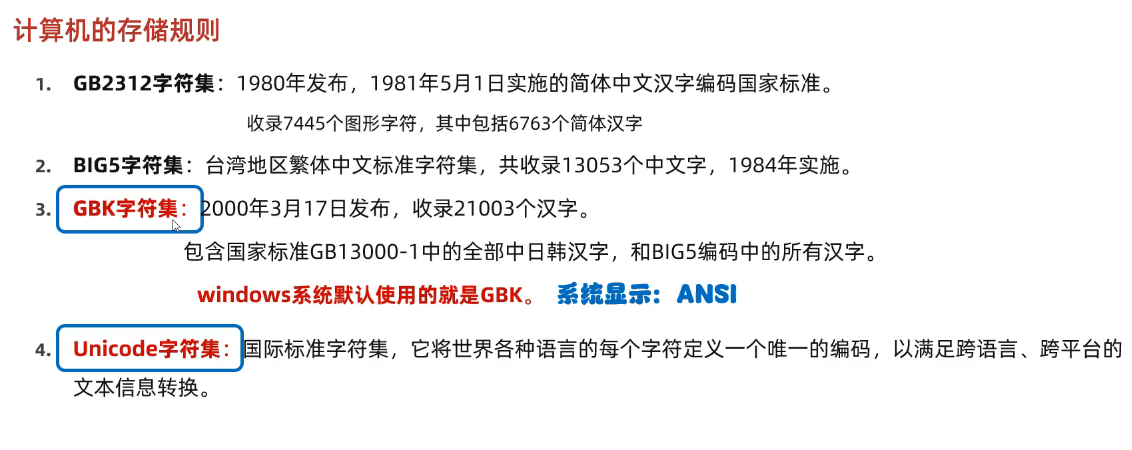 计算机的存储规则
1. GB2312字符集：1980年发布，1981年5月1日实施的简体中文汉字编码国家标准。
收录7445个图形字符，其中包括6763个简体汉字
2. BIG5字符集：台湾地区繁体中文标准字符集，共收录13053个中文字，1984年实施。
3. GBK字符集：2000年3月17日发布，收录21003个汉字。
包含国家标准GB13000-1中的全部中日韩汉字，和BIG5编码中的所有汉字。
windows系统默认使用的就是GBK。 系统显示：ANSI
4. Unicode字符集：国际标准字符集，它将世界各种语言的每个字符定义一个唯一的编码，以满足跨语言、跨平台的
文本信息转换。